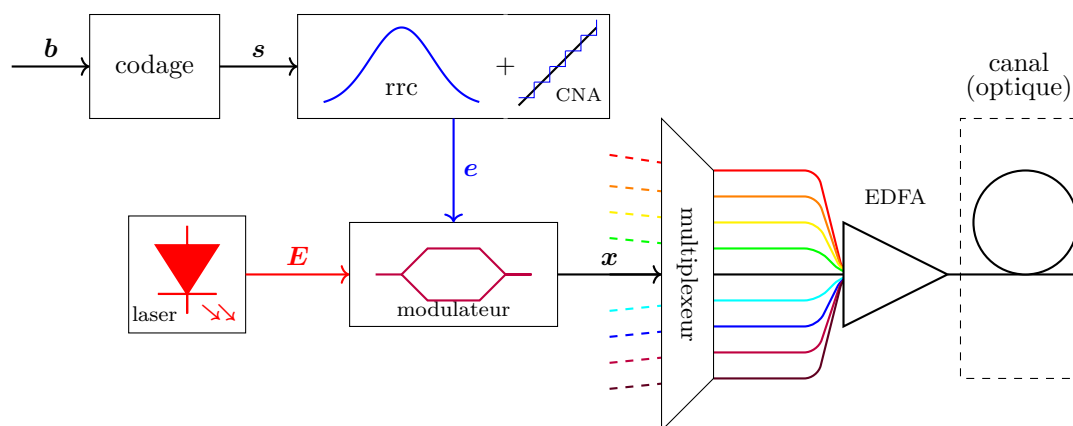 b
codage
s
rrc
+
CNA
canal
(optique)
e
EDFA
E
x
multiplexeur
laser
modulateur